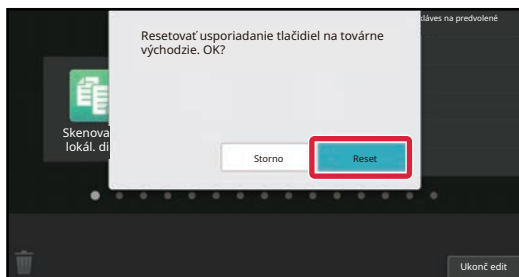 kláves na predvolené
Resetovať usporiadanie tlačidiel na továrne
východzie. OK?
Skenova
lokál. di
Storno
Reset
Ukonč edit